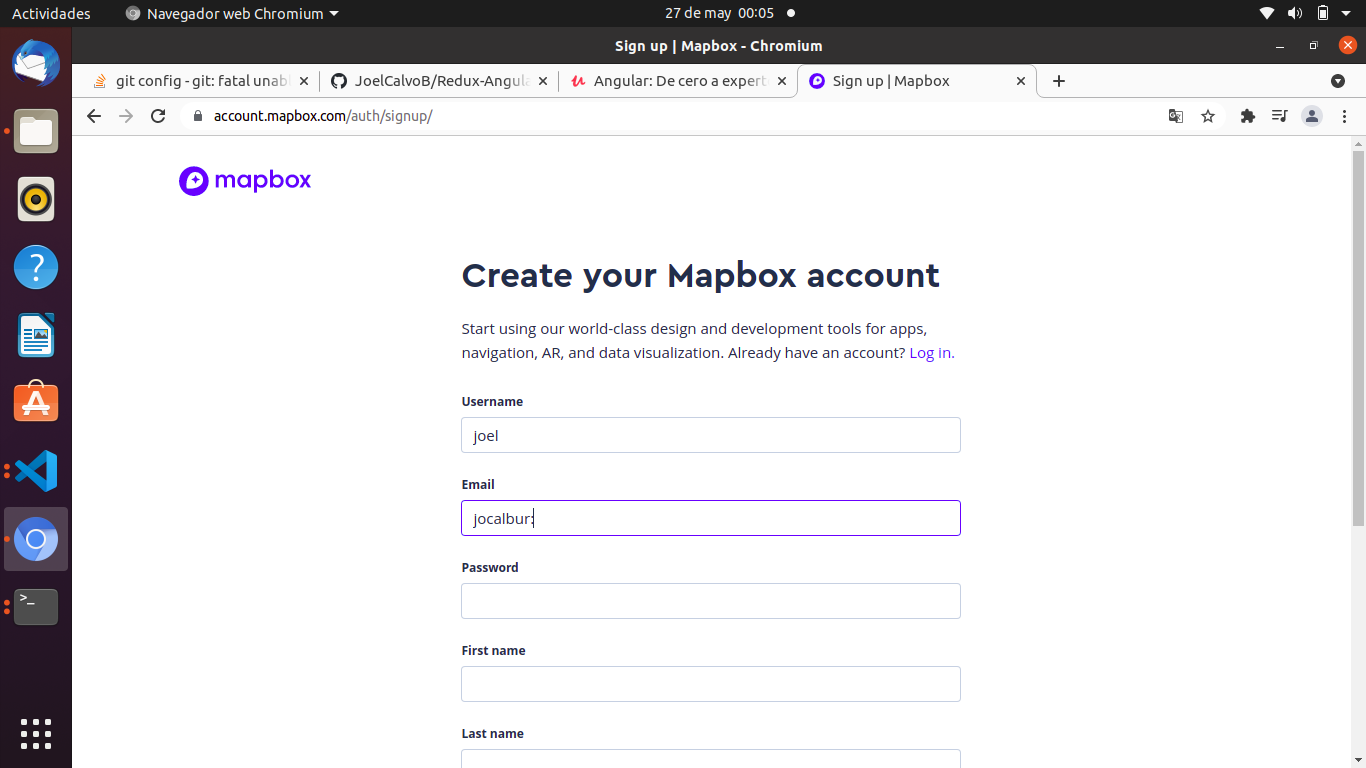 Actividades
Navegador web Chromium
27 de may 00:05
Sign up | Mapbox - Chromium
git config - git: fatal unabl
JoelCalvoB/Redux-Angula
Angular: De cero a experto
Sign up | Mapbox
account.mapbox.com/auth/signup/
mapbox
Create your Mapbox account
Start using our world-class design and development tools for apps,
navigation, AR, and data visualization. Already have an account? Log in.
Username
joel
Email
jocalbur:
Password
First name
Last name